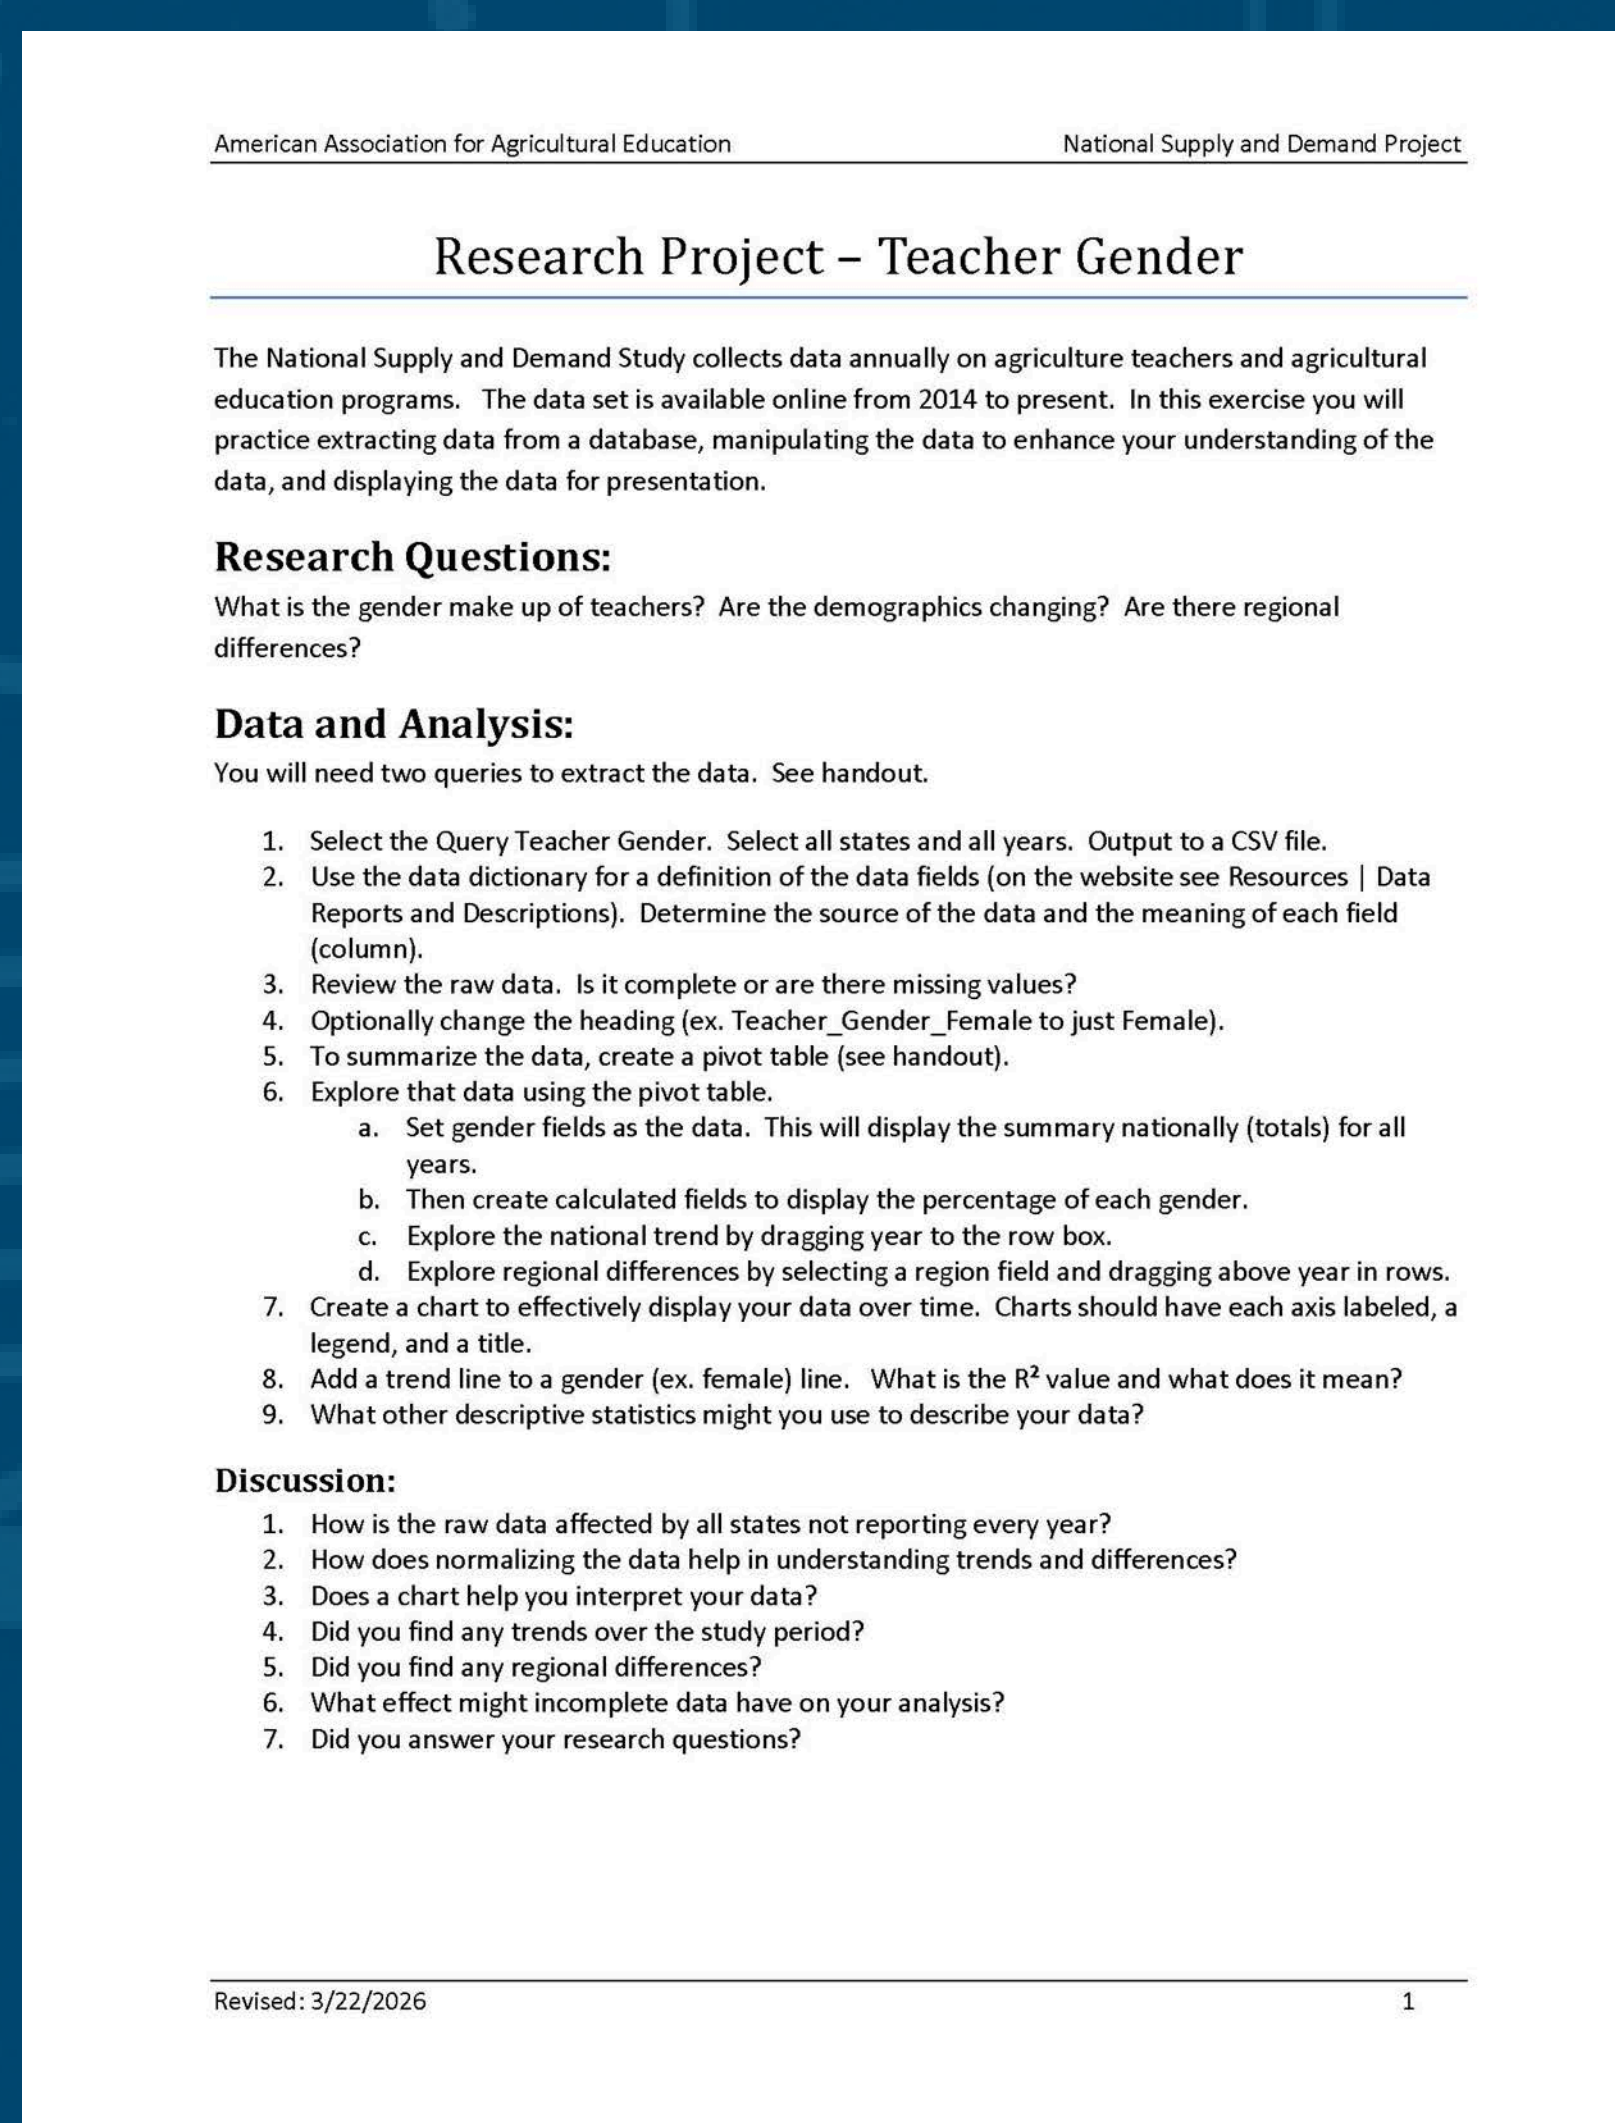 American Association for Agricultural Education National Supply and Demand Project
Research Project – Teacher Gender
The National Supply and Demand Study collects data annually on agriculture teachers and agricultural
education programs. The data set is available online from 2014 to present. In this exercise you will
practice extracting data from a database, manipulating the data to enhance your understanding of the
data, and displaying the data for presentation.
Research Questions:
What is the gender make up of teachers? Are the demographics changing? Are there regional
differences?
Data and Analysis:
You will need two queries to extract the data. See handout.
1. Select the Query Teacher Gender. Select all states and all years. Output to a CSV file.
2. Use the data dictionary for a definition of the data fields (on the website see Resources | Data
Reports and Descriptions). Determine the source of the data and the meaning of each field
(column).
3. Review the raw data. Is it complete or are there missing values?
4. Optionally change the heading (ex. Teacher_Gender_Female to just Female).
5. To summarize the data, create a pivot table (see handout).
6. Explore that data using the pivot table.
a. Set gender fields as the data. This will display the summary nationally (totals) for all
years.
b. Then create calculated fields to display the percentage of each gender.
c. Explore the national trend by dragging year to the row box.
d. Explore regional differences by selecting a region field and dragging above year in rows.
7. Create a chart to effectively display your data over time. Charts should have each axis labeled, a
legend, and a title.
8. Add a trend line to a gender (ex. female) line. What is the R² value and what does it mean?
9. What other descriptive statistics might you use to describe your data?
Discussion:
1. How is the raw data affected by all states not reporting every year?
2. How does normalizing the data help in understanding trends and differences?
3. Does a chart help you interpret your data?
4. Did you find any trends over the study period?
5. Did you find any regional differences?
6. What effect might incomplete data have on your analysis?
7. Did you answer your research questions?
Revised: 3/22/2026 1